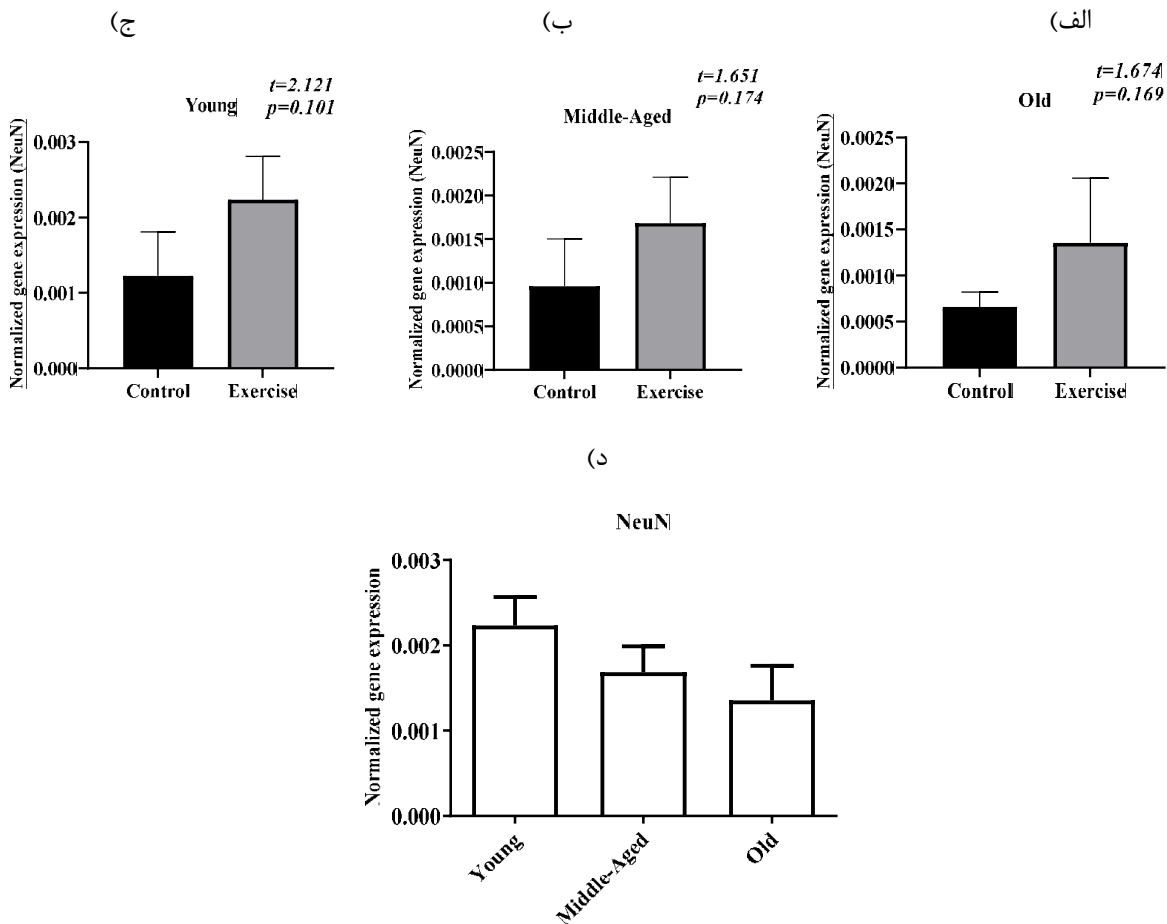 الف)
t=1.674
p=0.169
Old
Normalized gene expression (NeuN)
0.0025
0.0020
0.0015
0.0010
0.0005
0.0000
Control
Exercise
ب)
t=1.651
p=0.174
Middle-Aged
Normalized gene expression (NeuN)
0.0025
0.0020
0.0015
0.0010
0.0005
0.0000
Control
Exercise
ج)
t=2.121
p=0.101
Young
Normalized gene expression (NeuN)
0.003
0.002
0.001
0.000
Control
Exercise
د)
NeuN
Normalized gene expression
0.003
0.002
0.001
0.000
Young
Middle-Aged
Old